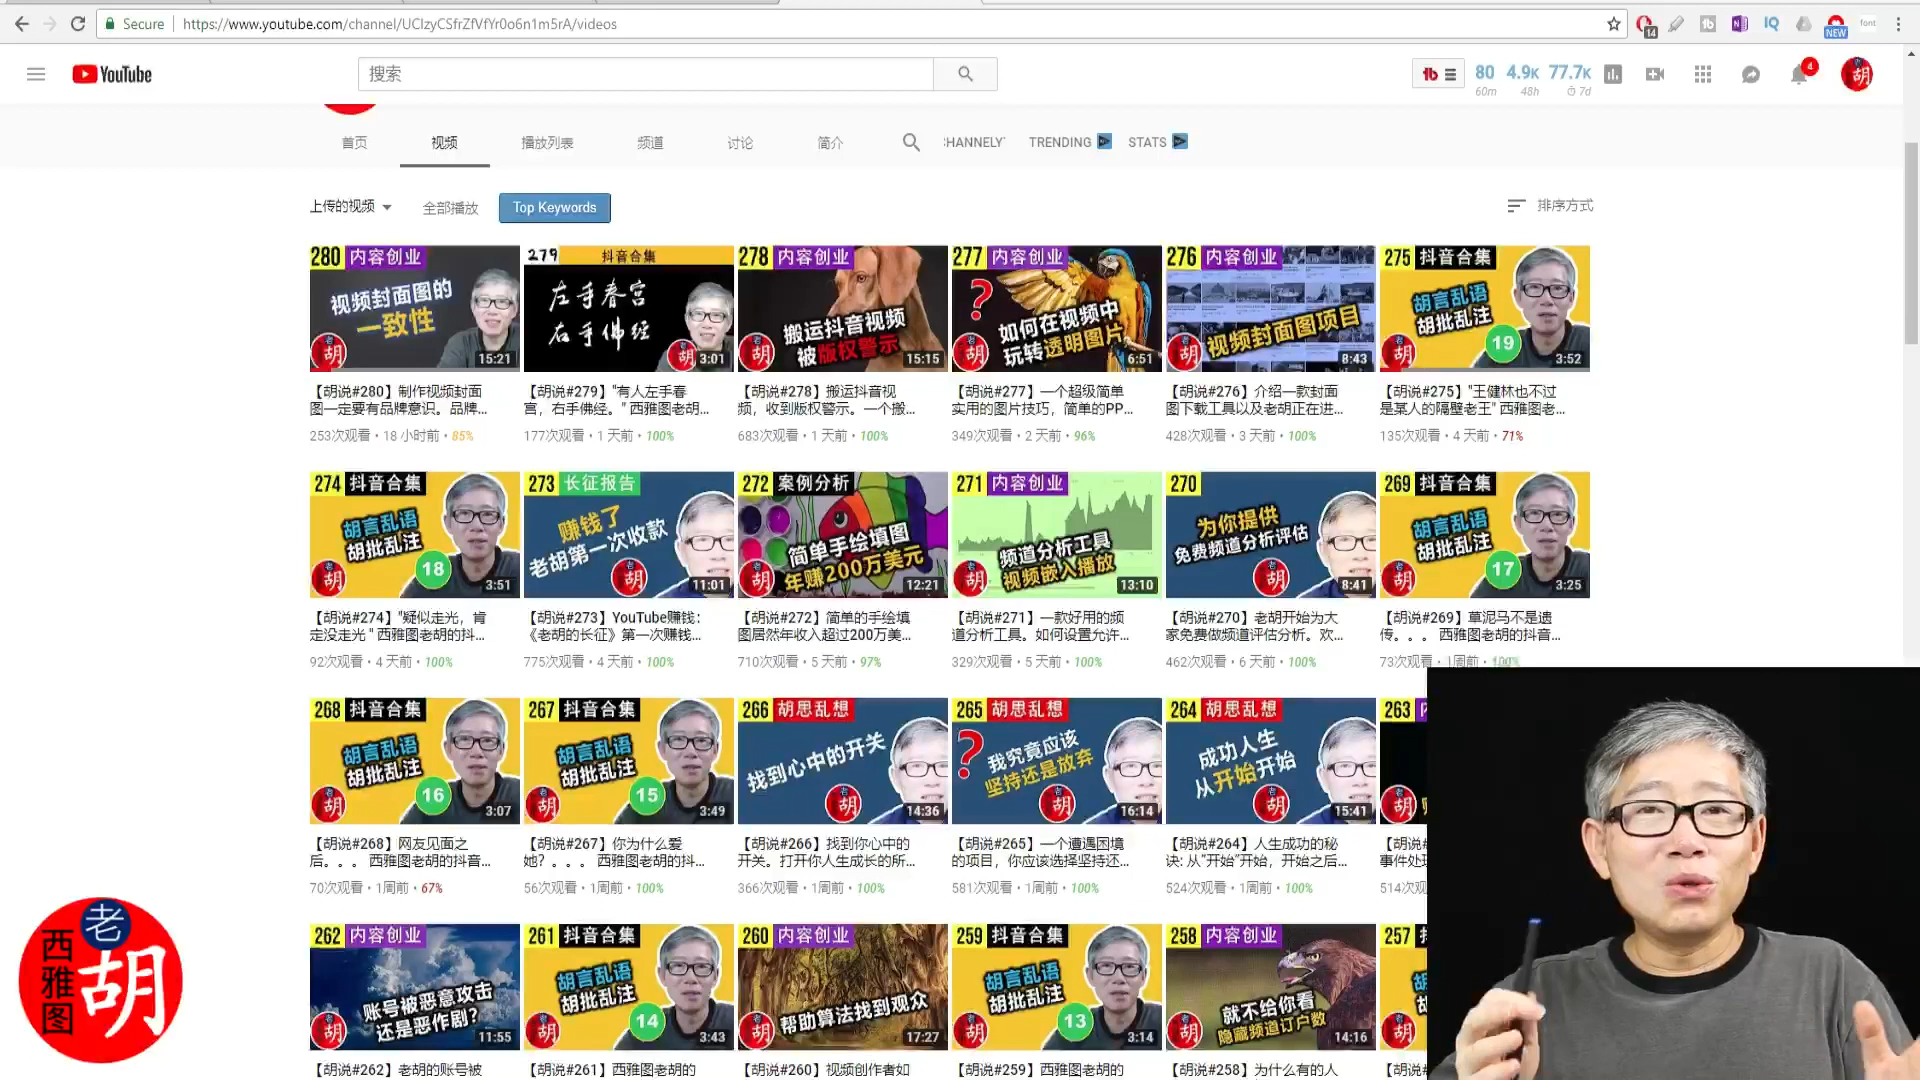 Secure https://www.youtube.com/channel/UCIzyCSfrZfVfYr0o6n1m5rA/videos
14
NEW
IQ
font
YouTube
搜索
80 4.9K 77.7K
60m 48h 7d
4
胡
首页 视频 播放列表 频道 讨论 简介 TRENDING STATS
上传的视频 全部播放 Top Keywords 排序方式
280 内容创业
视频封面图的
一致性
15:21
279 抖音合集
左手春宫
右手佛经
3:01
278 内容创业
搬运抖音视频
被版权警示
15:15
277 内容创业
?
如何在视频中
玩转透明图片
6:51
276 内容创业
视频封面图项目
8:43
275 抖音合集
胡言乱语
胡批乱注
19
3:52
【胡说#280】制作视频封面
图一定要有品牌意识。品牌...
253次观看 • 18 小时前 • 85%
【胡说#279】"有人左手春
宫，右手佛经。" 西雅图老胡...
177次观看 • 1 天前 • 100%
【胡说#278】搬运抖音视
频，收到版权警示。一个搬...
683次观看 • 1 天前 • 100%
【胡说#277】一个超级简单
实用的图片技巧，简单的PP...
349次观看 • 2 天前 • 96%
【胡说#276】介绍一款封面
图下载工具以及老胡正在进...
428次观看 • 3 天前 • 100%
【胡说#275】"王健林也不过
是某人的隔壁老王" 西雅图老...
135次观看 • 4 天前 • 71%
274 抖音合集
胡言乱语
胡批乱注
18
3:51
273 长征报告
赚钱了
老胡第一次收款
11:01
272 案例分析
简单手绘填图
年赚200万美元
12:21
271 内容创业
频道分析工具
视频嵌入播放
13:10
270
为你提供
免费频道分析评估
8:41
269 抖音合集
胡言乱语
胡批乱注
17
3:25
【胡说#274】"疑似走光，肯
定没走光 " 西雅图老胡的抖...
92次观看 • 4 天前 • 100%
【胡说#273】YouTube赚钱：
《老胡的长征》第一次赚钱...
775次观看 • 4 天前 • 100%
【胡说#272】简单的手绘填
图居然年收入超过200万美...
710次观看 • 5 天前 • 97%
【胡说#271】一款好用的频
道分析工具。如何设置允许...
329次观看 • 5 天前 • 100%
【胡说#270】老胡开始为大
家免费做频道评估分析。欢...
462次观看 • 6 天前 • 100%
【胡说#269】草泥马不是遗
传。。。 西雅图老胡的抖音...
73次观看 • 1周前 • 100%
268 抖音合集
胡言乱语
胡批乱注
16
3:07
267 抖音合集
胡言乱语
胡批乱注
15
3:49
266 胡思乱想
找到心中的开关
14:36
265 胡思乱想
?
我究竟应该
坚持还是放弃
16:14
264 胡思乱想
成功人生
从开始开始
15:41
263
【胡说#268】网友见面之
后。。。 西雅图老胡的抖音...
70次观看 • 1周前 • 67%
【胡说#267】你为什么爱
她？。。。 西雅图老胡的抖...
56次观看 • 1周前 • 100%
【胡说#266】找到你心中的
开关。打开你人生成长的所...
366次观看 • 1周前 • 100%
【胡说#265】一个遭遇困境
的项目，你应该选择坚持还...
581次观看 • 1周前 • 100%
【胡说#264】人生成功的秘
诀: 从"开始"开始，开始之后...
524次观看 • 1周前 • 100%
【胡说
事件处理
514次观
262 内容创业
账号被恶意攻击
还是恶作剧？
11:55
261 抖音合集
胡言乱语
胡批乱注
14
3:43
260 内容创业
帮助算法找到观众
17:27
259 抖音合集
胡言乱语
胡批乱注
13
3:14
258 内容创业
就不给你看
隐藏频道订户数
14:16
257
【胡说#262】老胡的账号被
【胡说#261】西雅图老胡的
【胡说#260】视频创作者如
【胡说#259】西雅图老胡的
【胡说#258】为什么有的人
【胡说#
西雅图
老胡